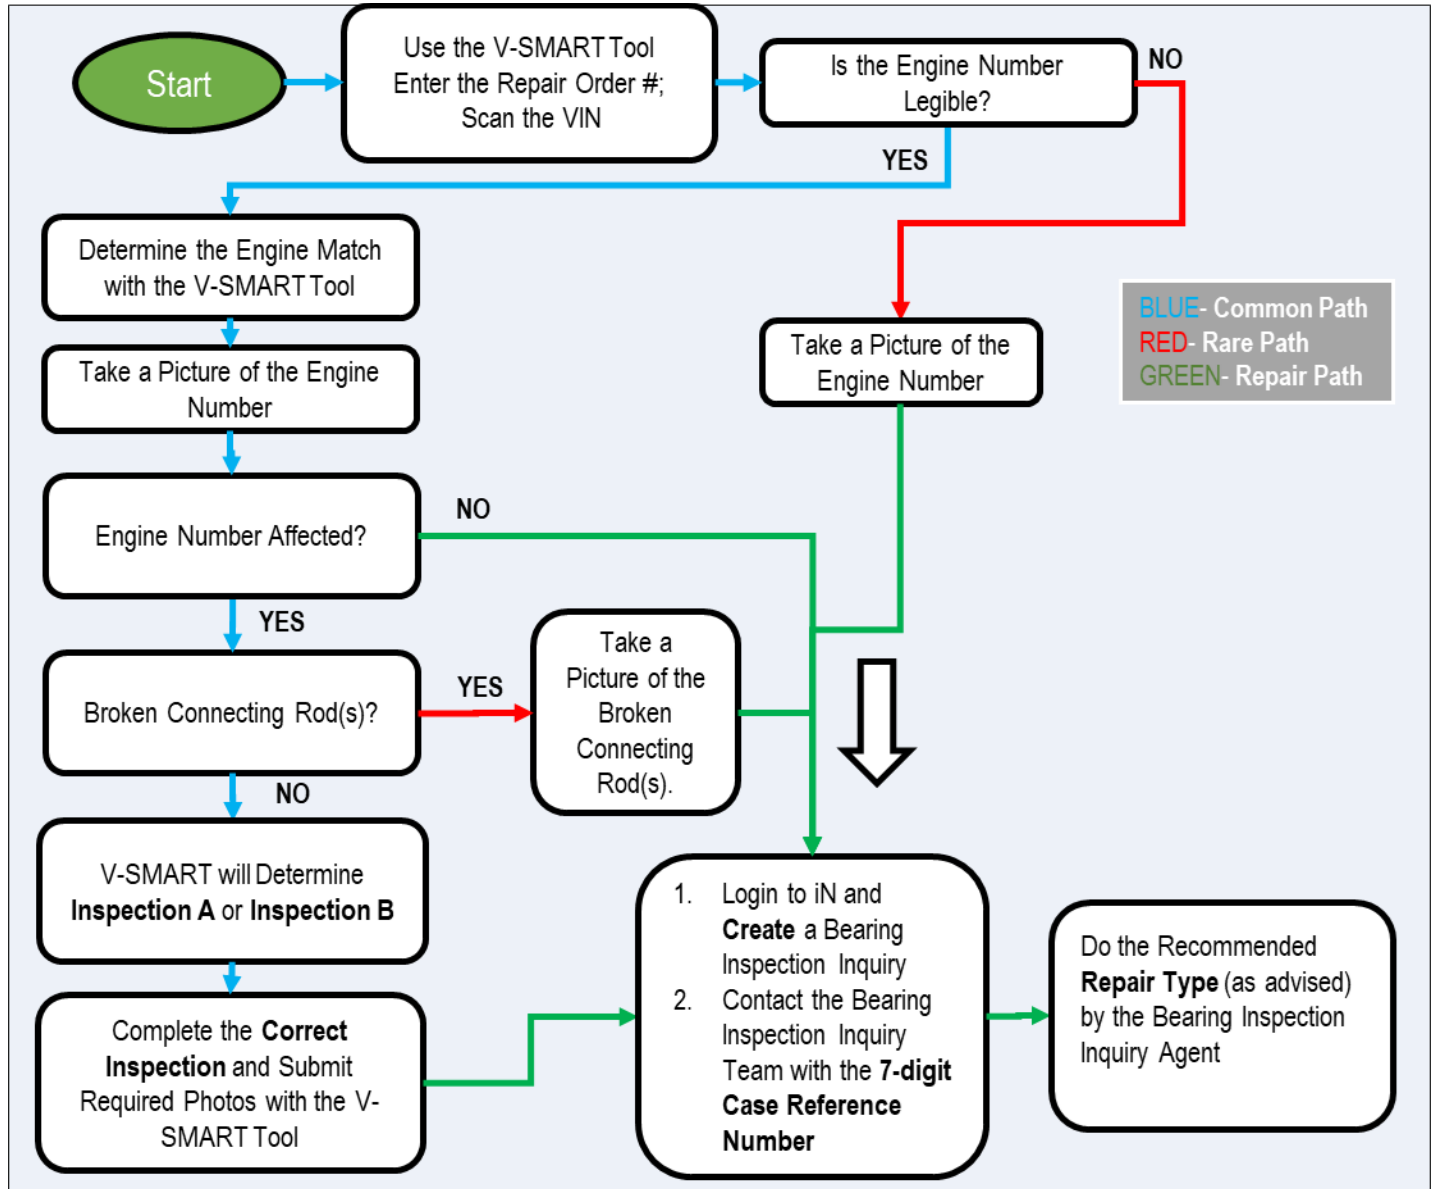 Start
Use the V-SMART Tool
Enter the Repair Order #;
Scan the VIN
Is the Engine Number
Legible?
NO
YES
Determine the Engine Match
with the V-SMART Tool
Take a Picture of the Engine
Number
Take a Picture of the
Engine Number
BLUE- Common Path
RED- Rare Path
GREEN- Repair Path
Engine Number Affected?
NO
YES
Broken Connecting Rod(s)?
YES
Take a
Picture of the
Broken
Connecting
Rod(s).
NO
V-SMART will Determine
Inspection A or Inspection B
Complete the Correct
Inspection and Submit
Required Photos with the V-
SMART Tool
1. Login to iN and
Create a Bearing
Inspection Inquiry
2. Contact the Bearing
Inspection Inquiry
Team with the 7-digit
Case Reference
Number
Do the Recommended
Repair Type (as advised)
by the Bearing Inspection
Inquiry Agent